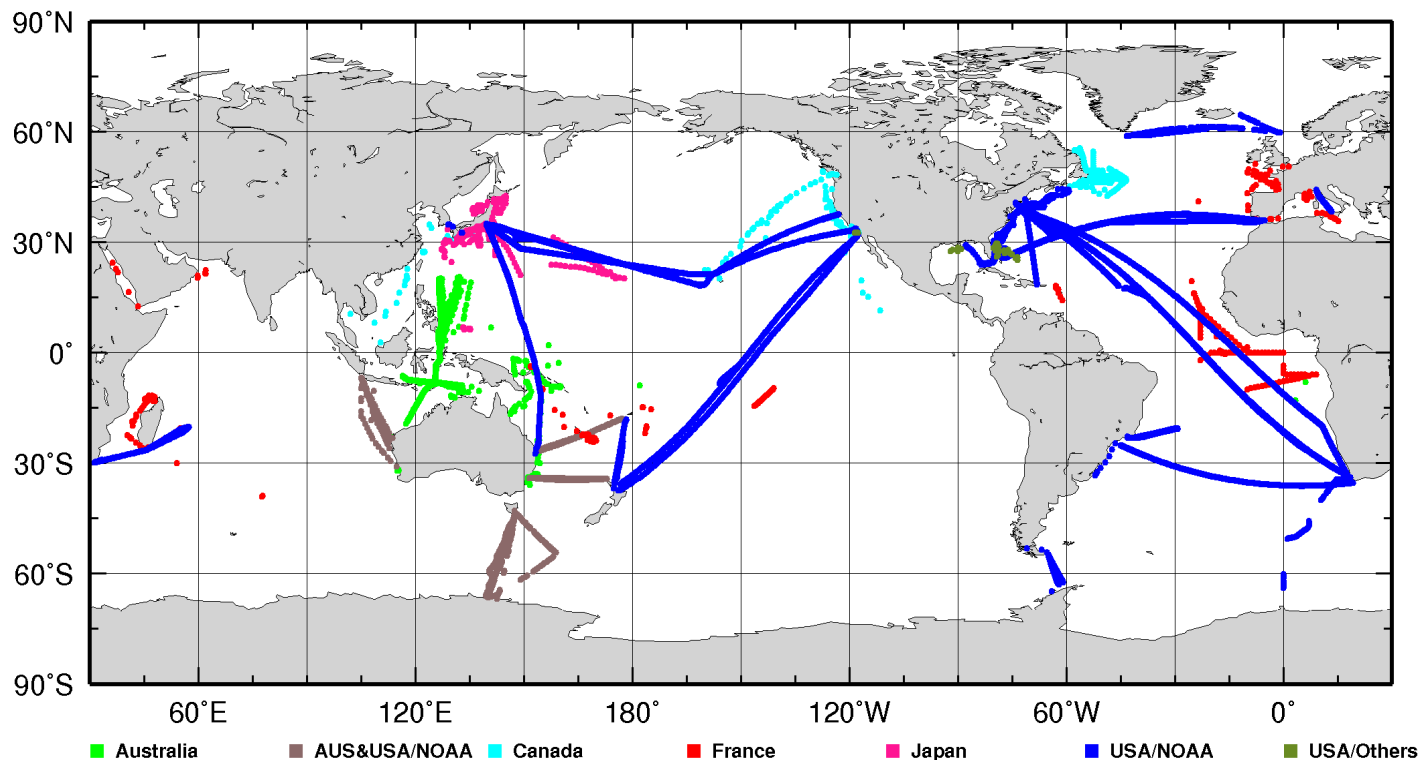 90˚N
60˚N
30˚N
0˚
30˚S
60˚S
90˚S
60˚E 120˚E 180˚ 120˚W 60˚W 0˚
Australia AUS&USA/NOAA Canada France Japan USA/NOAA USA/Others